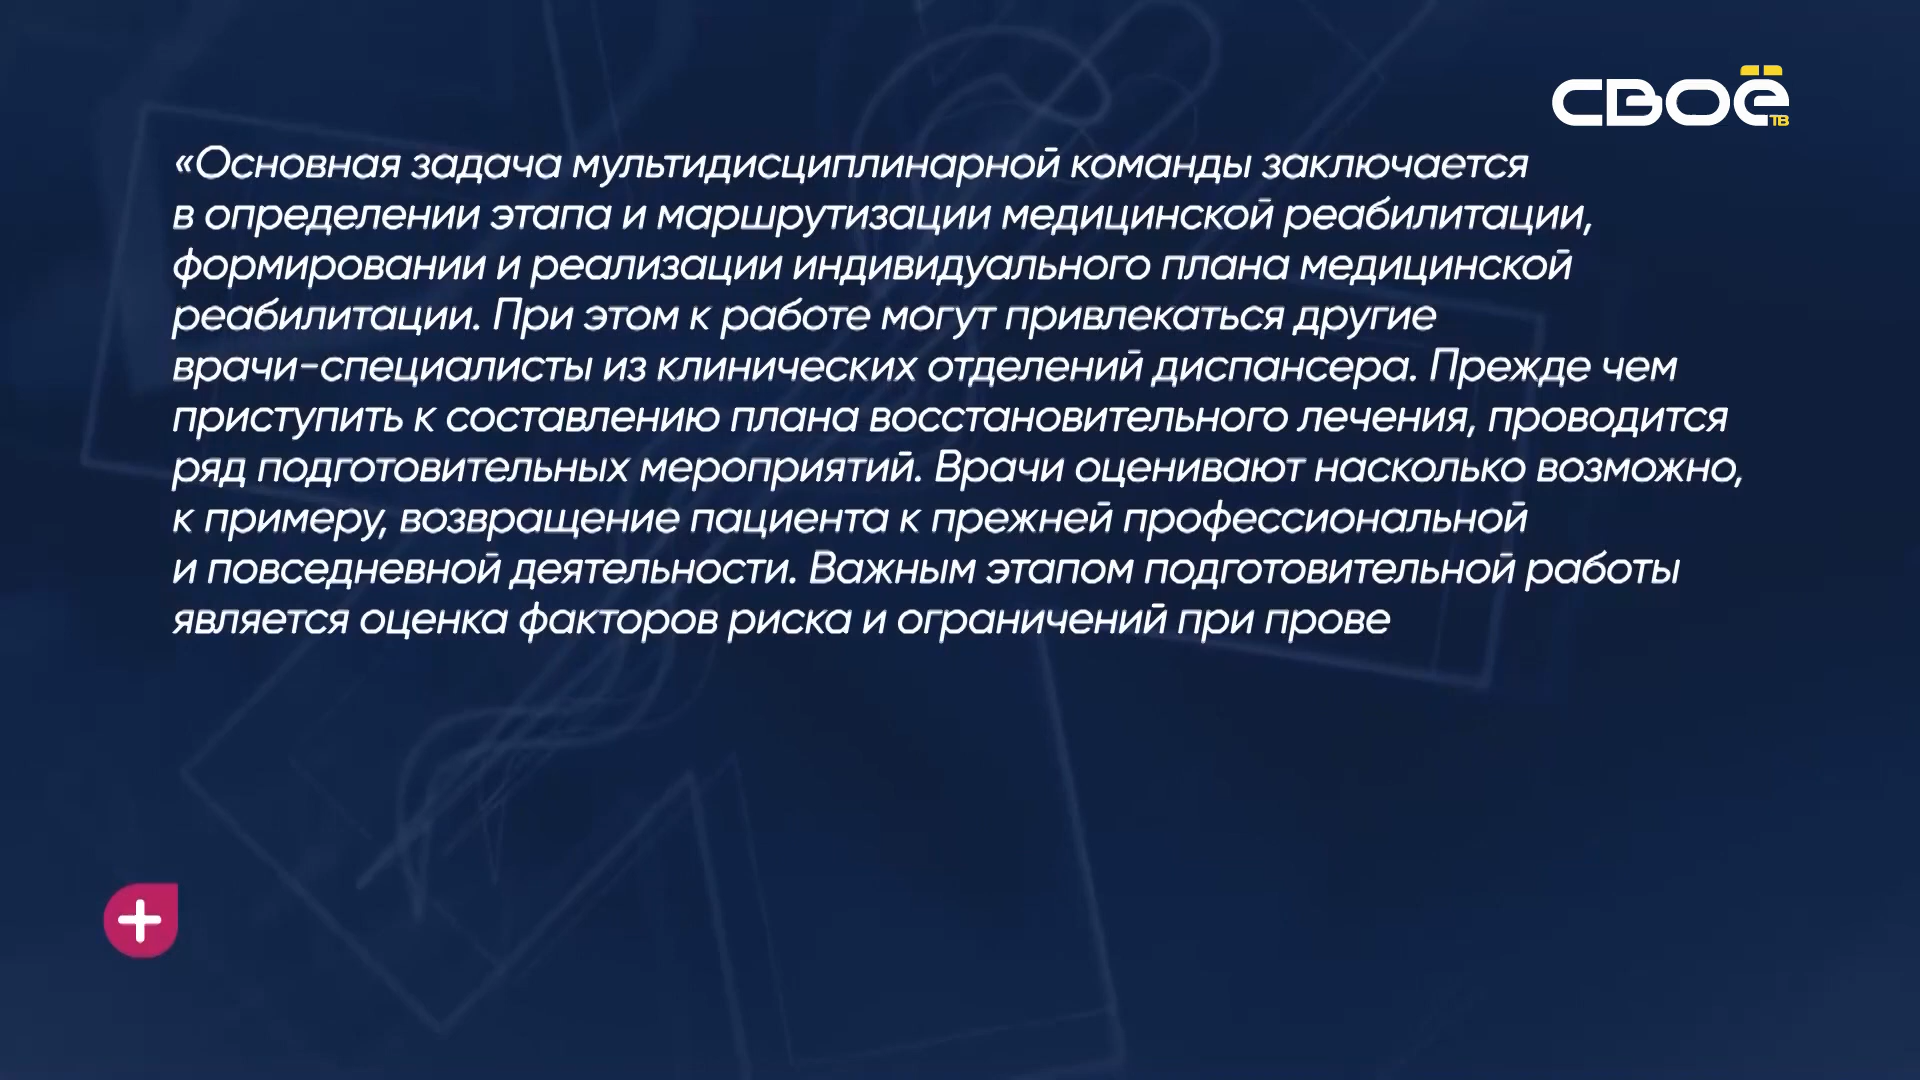 СВОЁ
ТВ
«Основная задача мультидисциплинарной команды заключается
в определении этапа и маршрутизации медицинской реабилитации,
формировании и реализации индивидуального плана медицинской
реабилитации. При этом к работе могут привлекаться другие
врачи-специалисты из клинических отделений диспансера. Прежде чем
приступить к составлению плана восстановительного лечения, проводится
ряд подготовительных мероприятий. Врачи оценивают насколько возможно,
к примеру, возвращение пациента к прежней профессиональной
и повседневной деятельности. Важным этапом подготовительной работы
является оценка факторов риска и ограничений при прове